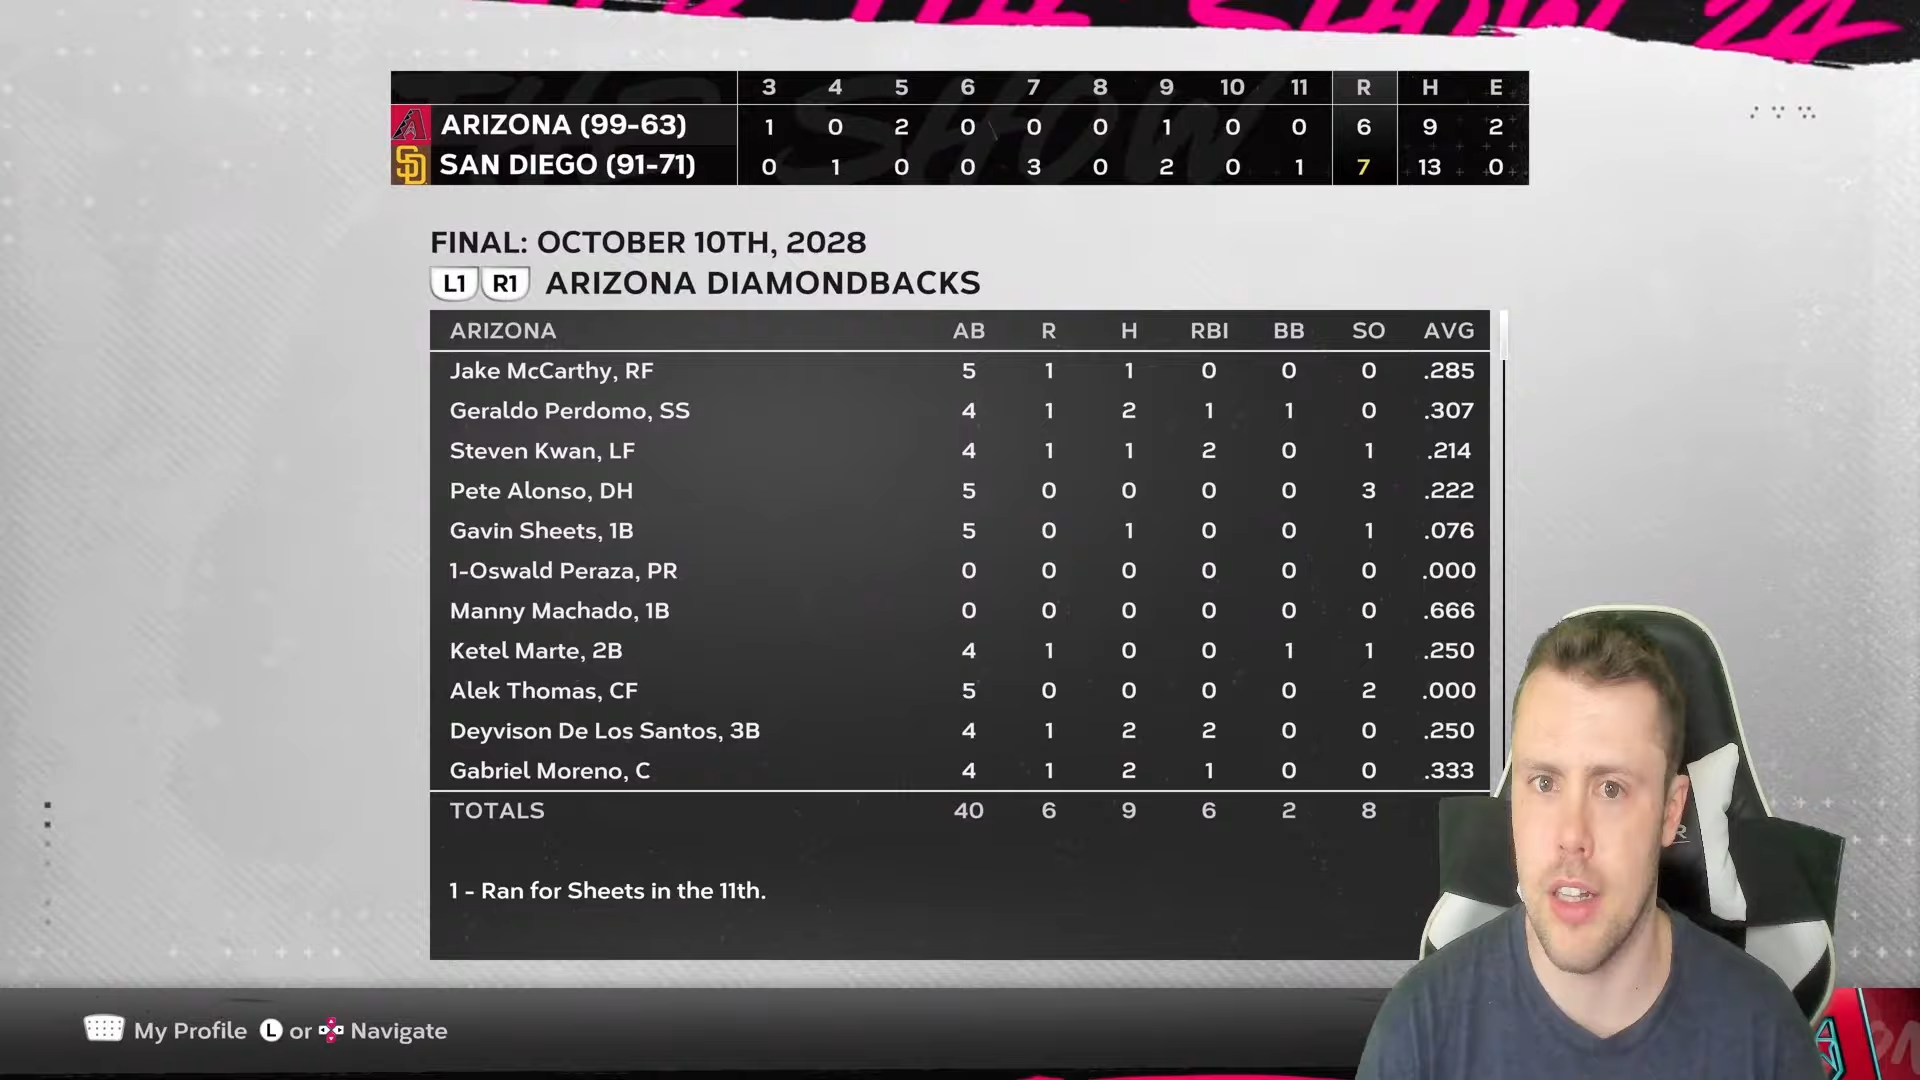 THE SHOW 24
3 4 5 6 7 8 9 10 11 R H E
ARIZONA (99-63) 1 0 2 0 0 0 1 0 0 6 9 2
SAN DIEGO (91-71) 0 1 0 0 3 0 2 0 1 7 13 0
FINAL: OCTOBER 10TH, 2028
L1 R1 ARIZONA DIAMONDBACKS
ARIZONA AB R H RBI BB SO AVG
Jake McCarthy, RF 5 1 1 0 0 0 .285
Geraldo Perdomo, SS 4 1 2 1 1 0 .307
Steven Kwan, LF 4 1 1 2 0 1 .214
Pete Alonso, DH 5 0 0 0 0 3 .222
Gavin Sheets, 1B 5 0 1 0 0 1 .076
1-Oswald Peraza, PR 0 0 0 0 0 0 .000
Manny Machado, 1B 0 0 0 0 0 0 .666
Ketel Marte, 2B 4 1 0 0 1 1 .250
Alek Thomas, CF 5 0 0 0 0 2 .000
Deyvison De Los Santos, 3B 4 1 2 2 0 0 .250
Gabriel Moreno, C 4 1 2 1 0 0 .333
TOTALS 40 6 9 6 2 8
1 - Ran for Sheets in the 11th.
My Profile L or Navigate